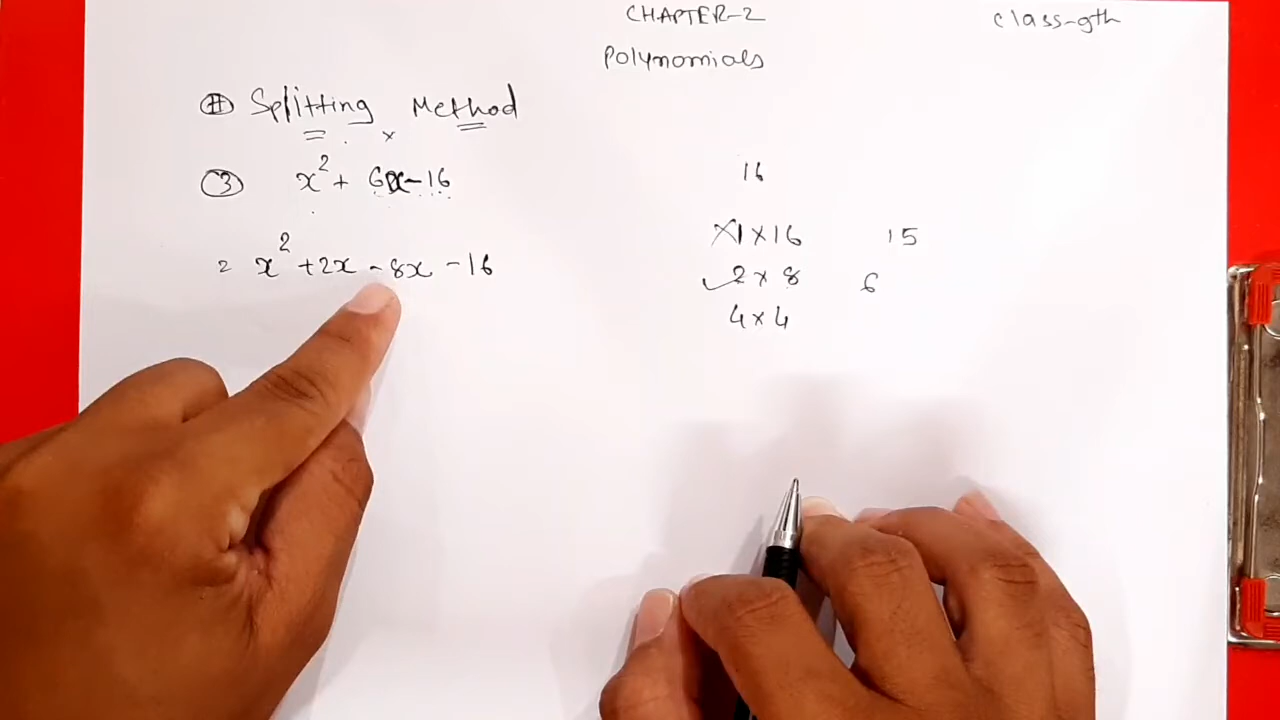 CHAPTER-2
class-9th
Polynomials
# Splitting Method
3 x² + 6x - 16
16
1 x 16 15
= x² + 2x - 8x - 16
2 x 8 6
4 x 4